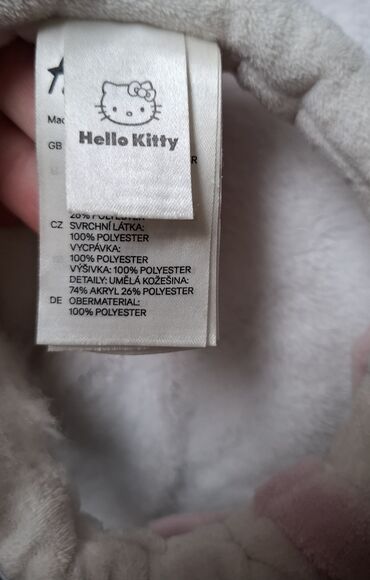 Hello Kitty
Mad
GB
26% POLYESTER
CZ SVRCHNÍ LÁTKA:
100% POLYESTER
VYCPÁVKA:
100% POLYESTER
VÝŠIVKA: 100% POLYESTER
DETAILY: UMĚLÁ KOŽEŠINA:
74% AKRYL 26% POLYESTER
DE OBERMATERIAL:
100% POLYESTER